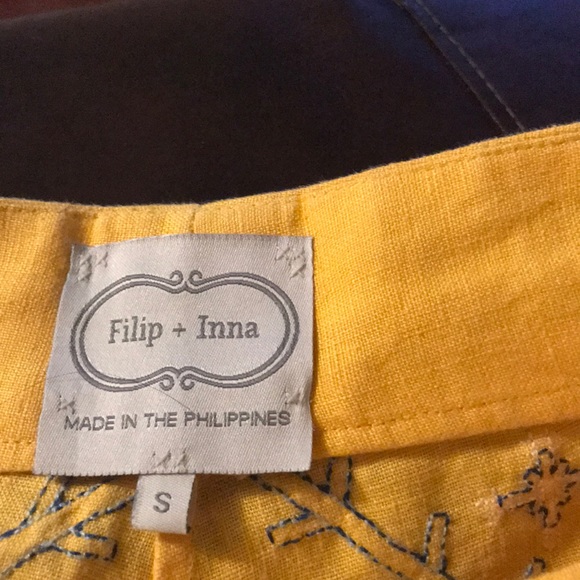 Filip + Inna
MADE IN THE PHILIPPINES
S